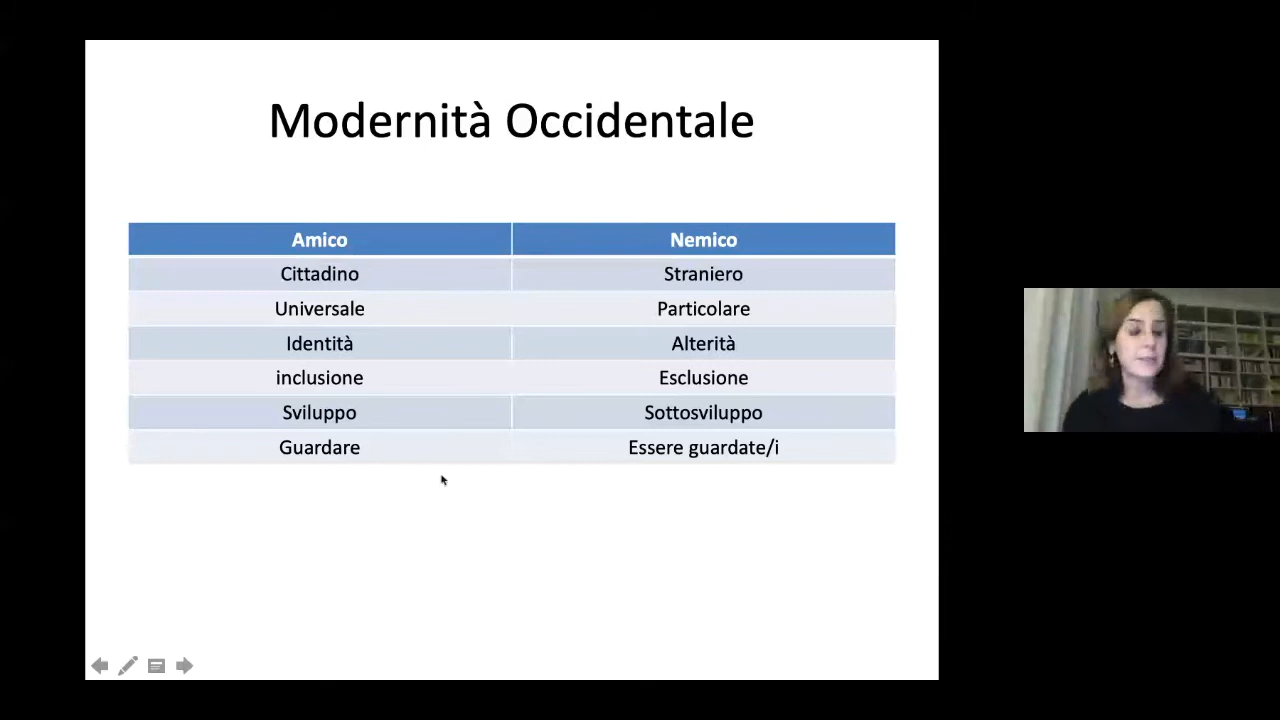 Modernità Occidentale
Amico Nemico
Cittadino Straniero
Universale Particolare
Identità Alterità
inclusione Esclusione
Sviluppo Sottosviluppo
Guardare Essere guardate/i